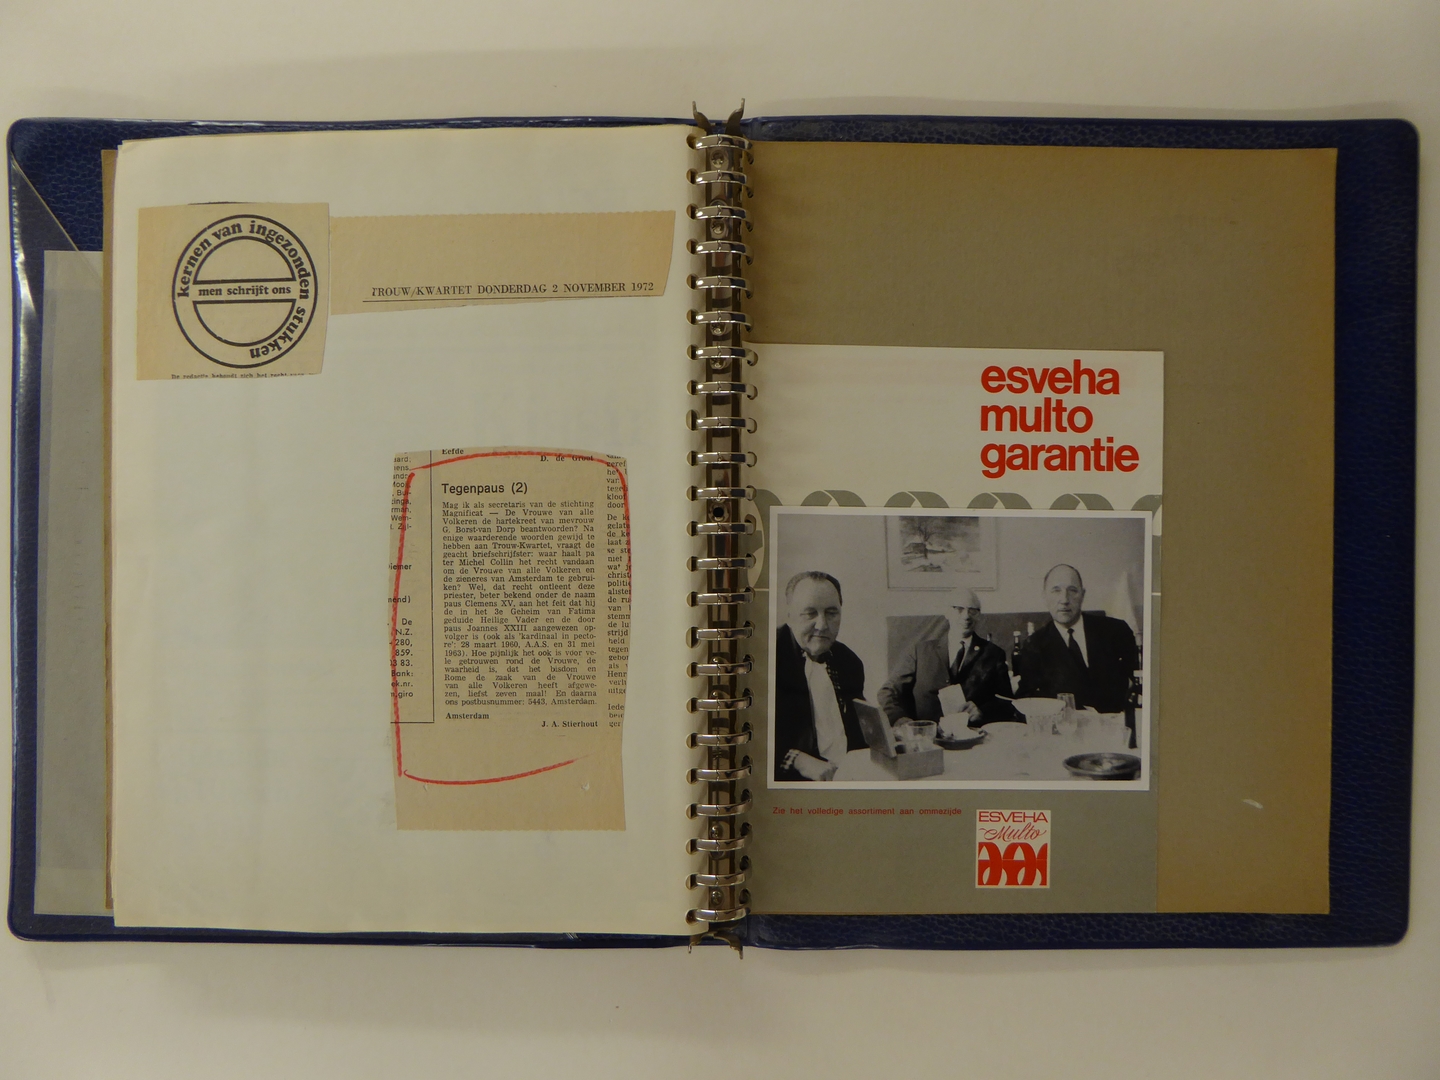 kernen van ingezonden stukken
men schrijft ons
TROUW/KWARTET DONDERDAG 2 NOVEMBER 1972
Eefde
D. de Groot
Tegenpaus (2)
Mag ik als secretaris van de stichting
Magnificat — De Vrouwe van alle
Volkeren de hartekreet van mevrouw
G. Borst-van Dorp beantwoorden? Na
enige waarderende woorden gewijd te
hebben aan Trouw-Kwartet, vraagt de
geacht briefschrijfster: waar haalt pa
ter Michel Collin het recht vandaan
om de Vrouwe van alle Volkeren en
de zieneres van Amsterdam te gebrui-
ken? Wel, dat recht ontleent deze
priester, beter bekend onder de naam
paus Clemens XV, aan het feit dat hij
de in het 3e Geheim van Fatima
geduide Heilige Vader en de door
paus Joannes XXIII aangewezen op-
volger is (ook als 'kardinaal in pecto-
re': 28 maart 1960, A.A.S. en 31 mei
1963). Hoe pijnlijk het ook is voor ve-
le getrouwen rond de Vrouwe, de
waarheid is, dat het bisdom en
Rome de zaak van de Vrouwe
van alle Volkeren heeft afgewe-
zen, liefst zeven maal! En daarna
ons postbusnummer: 5443, Amsterdam.
Amsterdam
J. A. Stierhout
esveha
multo
garantie
Zie het volledige assortiment aan ommezijde
ESVEHA
Multo